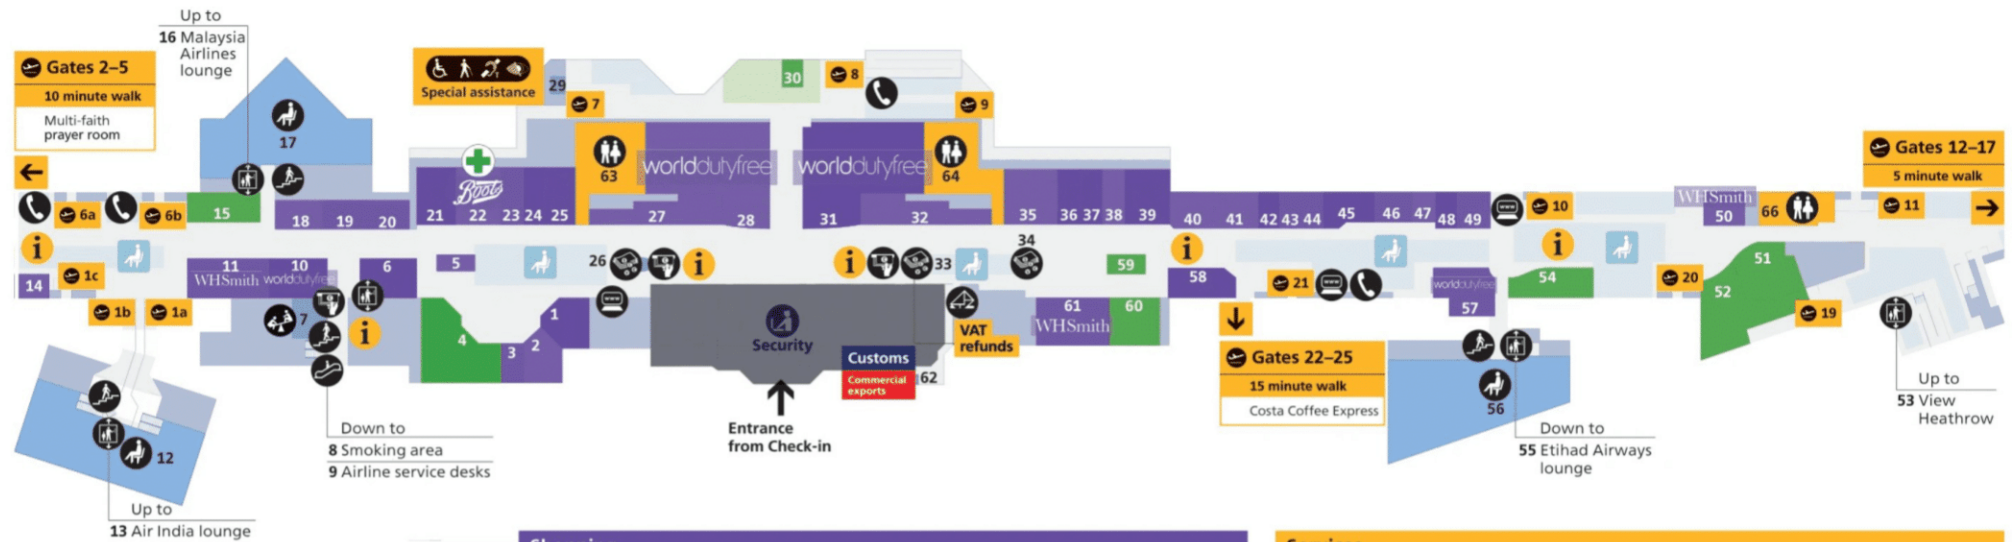 Up to
16 Malaysia
Airlines
lounge
Gates 2–5
10 minute walk
Multi-faith
prayer room
17
Special assistance
29
7
30
8
9
63
worlddutyfree
worlddutyfree
64
Gates 12–17
5 minute walk
6a
6b
15
18
19
20
Boots
21
22
23
24
25
27
28
31
32
35
36
37
38
39
40
41
42
43
44
45
46
47
48
49
10
WHSmith
50
66
11
i
1c
14
1b
1a
11
WHSmith
10
worlddutyfree
6
5
7
i
26
i
i
33
34
59
i
58
21
worlddutyfree
57
i
54
20
51
52
19
4
3
2
1
Security
Customs
Commercial
exports
62
VAT
refunds
61
WHSmith
60
Gates 22–25
15 minute walk
Costa Coffee Express
56
Entrance
from Check-in
Down to
8 Smoking area
9 Airline service desks
12
Up to
13 Air India lounge
Down to
55 Etihad Airways
lounge
Up to
53 View
Heathrow